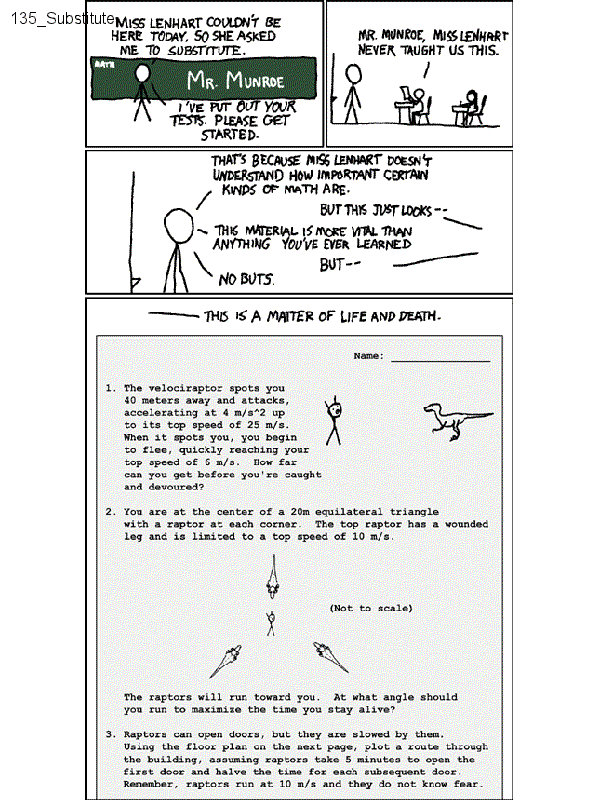 135_Substitute
MISS LENHART COULDN'T BE
HERE TODAY, SO SHE ASKED
ME TO SUBSTITUTE.
MATH
MR. MUNROE
I'VE PUT OUT YOUR
TESTS. PLEASE GET
STARTED.
MR. MUNROE, MISS LENHART
NEVER TAUGHT US THIS.
THAT'S BECAUSE MISS LENHART DOESN'T
UNDERSTAND HOW IMPORTANT CERTAIN
KINDS OF MATH ARE.
BUT THIS JUST LOOKS--
THIS MATERIAL IS MORE VITAL THAN
ANYTHING YOU'VE EVER LEARNED
BUT--
NO BUTS.
THIS IS A MATTER OF LIFE AND DEATH.
Name:
1. The velociraptor spots you
40 meters away and attacks,
accelerating at 4 m/s^2 up
to its top speed of 25 m/s.
When it spots you, you begin
to flee, quickly reaching your
top speed of 6 m/s. How far
can you get before you're caught
and devoured?
2. You are at the center of a 20m equilateral triangle
with a raptor at each corner. The top raptor has a wounded
leg and is limited to a top speed of 10 m/s.
(Not to scale)
The raptors will run toward you. At what angle should
you run to maximize the time you stay alive?
3. Raptors can open doors, but they are slowed by them.
Using the floor plan on the next page, plot a route through
the building, assuming raptors take 5 minutes to open the
first door and halve the time for each subsequent door.
Remember, raptors run at 10 m/s and they do not know fear.